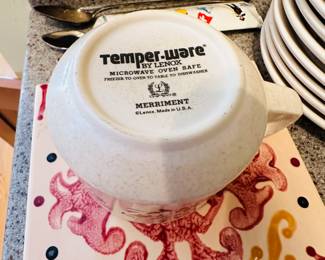 Temper-ware®
BY LENOX
MICROWAVE OVEN SAFE
FREEZER TO OVEN TO TABLE TO DISHWASHER
L
MERRIMENT
©Lenox. Made in U.S.A.